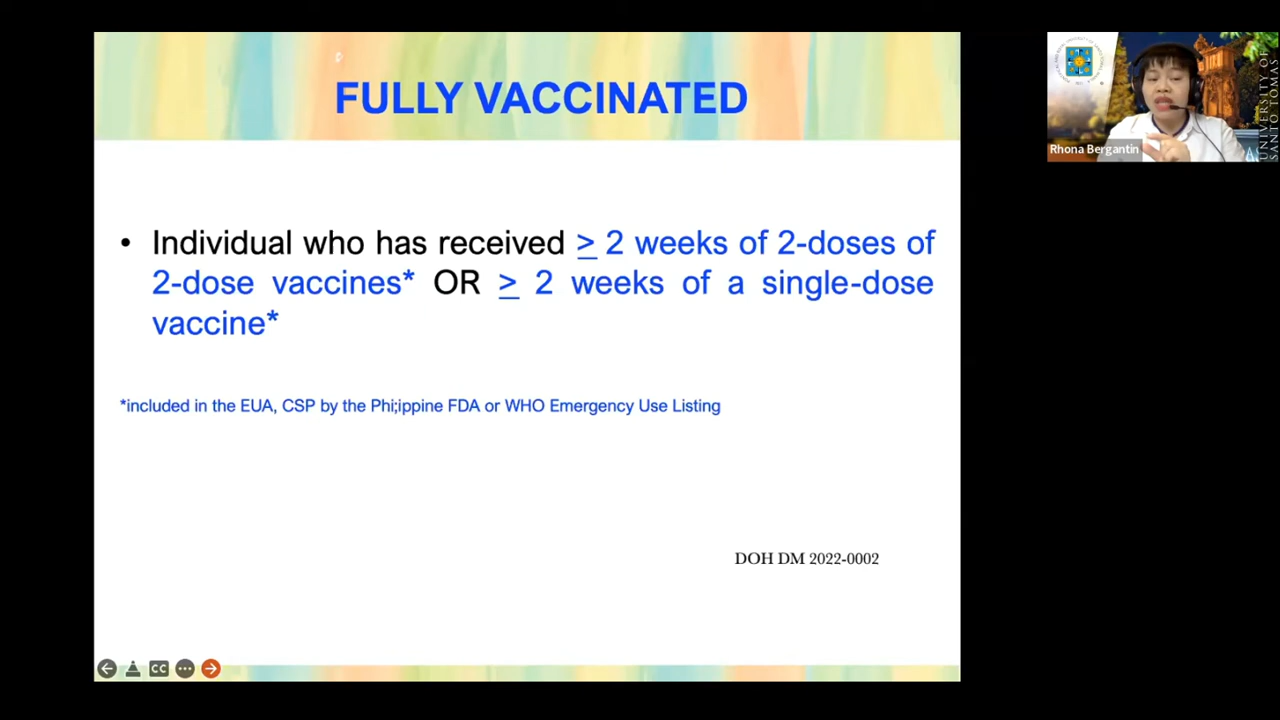 FULLY VACCINATED
• Individual who has received ≥ 2 weeks of 2-doses of
2-dose vaccines* OR ≥ 2 weeks of a single-dose
vaccine*
*included in the EUA, CSP by the Phi;ippine FDA or WHO Emergency Use Listing
DOH DM 2022-0002
CC
Rhona Bergantin
UNIVERSITY OF
SANTO TOMAS